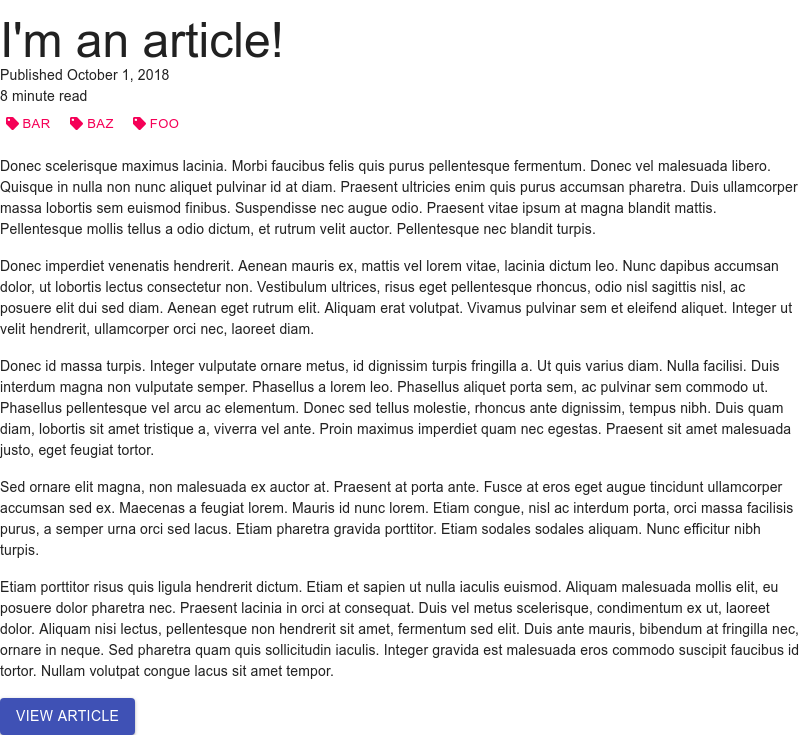 I'm an article!
Published October 1, 2018
8 minute read
BAR BAZ FOO
Donec scelerisque maximus lacinia. Morbi faucibus felis quis purus pellentesque fermentum. Donec vel malesuada libero.
Quisque in nulla non nunc aliquet pulvinar id at diam. Praesent ultricies enim quis purus accumsan pharetra. Duis ullamcorper
massa lobortis sem euismod finibus. Suspendisse nec augue odio. Praesent vitae ipsum at magna blandit mattis.
Pellentesque mollis tellus a odio dictum, et rutrum velit auctor. Pellentesque nec blandit turpis.
Donec imperdiet venenatis hendrerit. Aenean mauris ex, mattis vel lorem vitae, lacinia dictum leo. Nunc dapibus accumsan
dolor, ut lobortis lectus consectetur non. Vestibulum ultrices, risus eget pellentesque rhoncus, odio nisl sagittis nisl, ac
posuere elit dui sed diam. Aenean eget rutrum elit. Aliquam erat volutpat. Vivamus pulvinar sem et eleifend aliquet. Integer ut
velit hendrerit, ullamcorper orci nec, laoreet diam.
Donec id massa turpis. Integer vulputate ornare metus, id dignissim turpis fringilla a. Ut quis varius diam. Nulla facilisi. Duis
interdum magna non vulputate semper. Phasellus a lorem leo. Phasellus aliquet porta sem, ac pulvinar sem commodo ut.
Phasellus pellentesque vel arcu ac elementum. Donec sed tellus molestie, rhoncus ante dignissim, tempus nibh. Duis quam
diam, lobortis sit amet tristique a, viverra vel ante. Proin maximus imperdiet quam nec egestas. Praesent sit amet malesuada
justo, eget feugiat tortor.
Sed ornare elit magna, non malesuada ex auctor at. Praesent at porta ante. Fusce at eros eget augue tincidunt ullamcorper
accumsan sed ex. Maecenas a feugiat lorem. Mauris id nunc lorem. Etiam congue, nisl ac interdum porta, orci massa facilisis
purus, a semper urna orci sed lacus. Etiam pharetra gravida porttitor. Etiam sodales sodales aliquam. Nunc efficitur nibh
turpis.
Etiam porttitor risus quis ligula hendrerit dictum. Etiam et sapien ut nulla iaculis euismod. Aliquam malesuada mollis elit, eu
posuere dolor pharetra nec. Praesent lacinia in orci at consequat. Duis vel metus scelerisque, condimentum ex ut, laoreet
dolor. Aliquam nisi lectus, pellentesque non hendrerit sit amet, fermentum sed elit. Duis ante mauris, bibendum at fringilla nec,
ornare in neque. Sed pharetra quam quis sollicitudin iaculis. Integer gravida est malesuada eros commodo suscipit faucibus id
tortor. Nullam volutpat congue lacus sit amet tempor.
VIEW ARTICLE